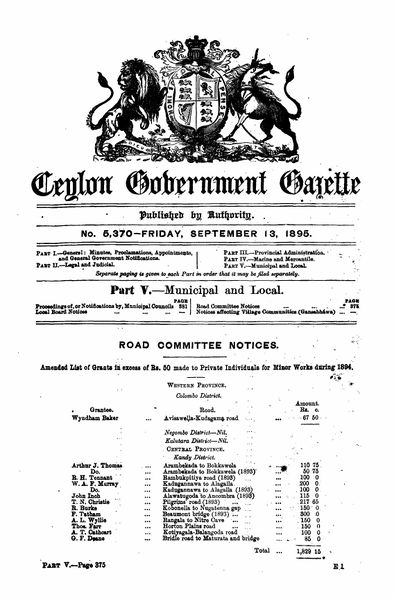 Ceylon Government Gazette
Published by Authority.
No. 5,370—FRIDAY, SEPTEMBER 13, 1895.
PART I.—General: Minutes, Proclamations, Appointments, and General Government Notifications.
PART II.—Legal and Judicial.
PART III.—Provincial Administration.
PART IV.—Marine and Mercantile.
PART V.—Municipal and Local.
Separate paging is given to each Part in order that it may be filed separately.
Part V.—Municipal and Local.
PAGE PAGE
Proceedings of, or Notifications by, Municipal Councils 381 Road Committee Notices ... 375
Local Board Notices ... — Notices affecting Village Communities (Gansabhawa) ... —
ROAD COMMITTEE NOTICES.
Amended List of Grants in excess of Rs. 50 made to Private Individuals for Minor Works during 1894.
WESTERN PROVINCE.
Colombo District.
Amount.
Grantee. Road. Rs. c.
Wyndham Baker ... Avisawella-Kudagama road ... 67 50
Negombo District—Nil.
Kalutara District—Nil.
CENTRAL PROVINCE.
Kandy District.
Arthur J. Thomas ... Arambekada to Bokkawela ... 110 75
Do. ... Arambekada to Bokkawela (1893) ... 50 75
R. H. Tennant ... Rambukpitiya road (1893) ... 100 0
W. A. F. Murray ... Kadugannawa to Alagalla ... 200 0
Do. ... Kadugannawa to Alagalla (1893) ... 100 0
John Inch ... Alawatugoda to Ancombra (1893) ... 115 0
T. N. Christie ... Pilgrims' road (1893) ... 217 65
R. Burke ... Kobonella to Nugatenna gap ... 150 0
F. Tatham ... Beaumont bridge (1893) ... 300 0
A. L. Wyllie ... Rangala to Nitre Cave ... 150 0
Thos. Farr ... Horton Plains road ... 150 0
A. T. Cathcart ... Kotiyagala-Balangoda road ... 100 0
G. F. Deane ... Bridle road to Maturata and bridge ... 85 0
Total ... 1,829 15
PART V.—Page 375 E 1